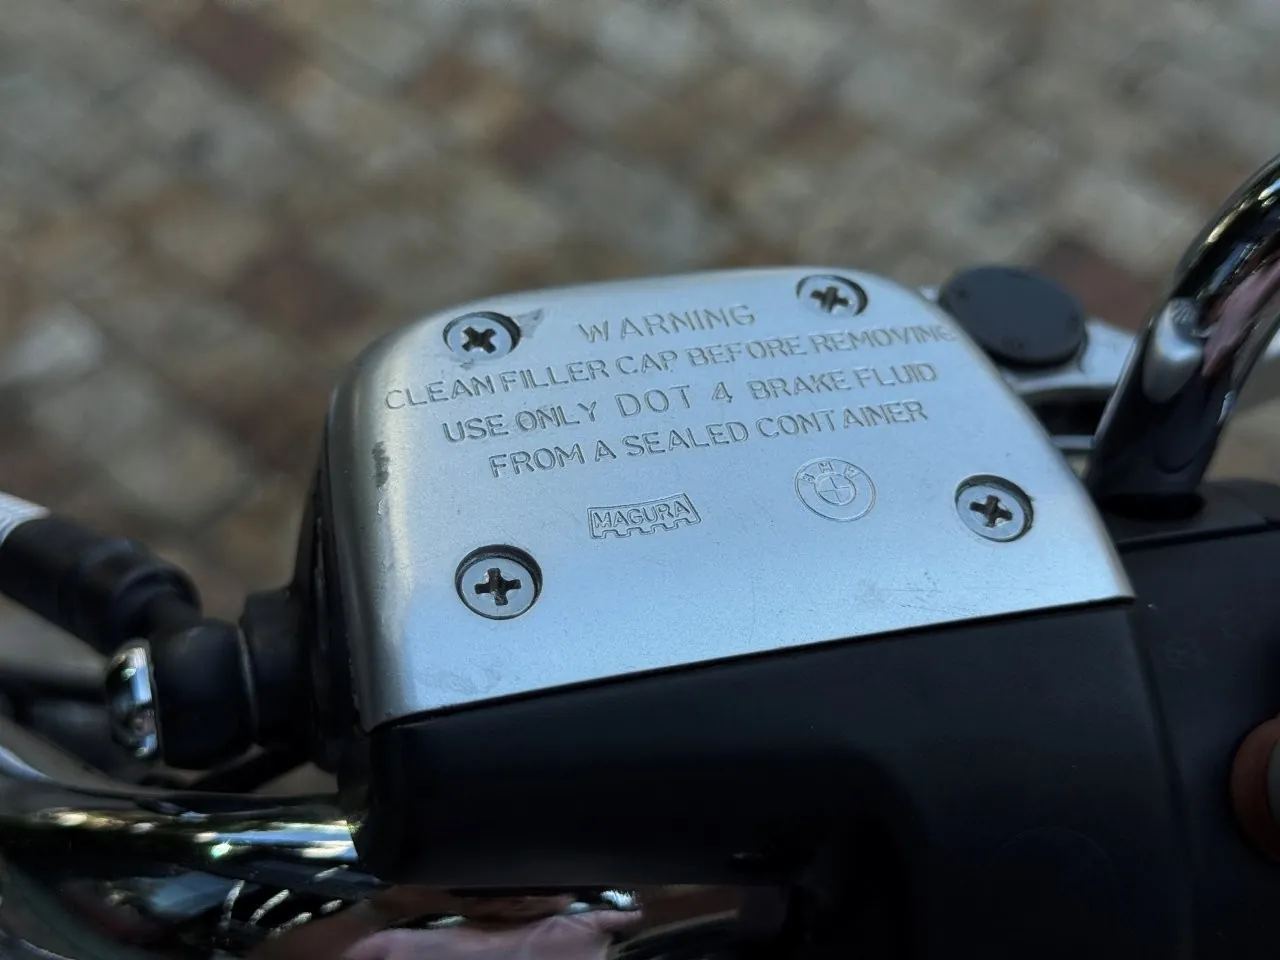 WARNING
CLEAN FILLER CAP BEFORE REMOVING
USE ONLY DOT 4 BRAKE FLUID
FROM A SEALED CONTAINER
MAGURA
BMW